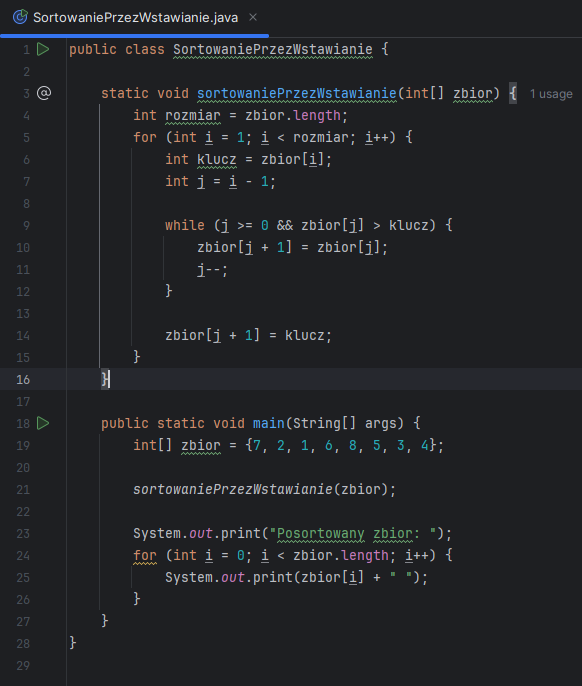 SortowaniePrzezWstawianie.java ×
1 public class SortowaniePrzezWstawianie {
2
3 @ static void sortowaniePrzezWstawianie(int[] zbior) { 1 usage
4 int rozmiar = zbior.length;
5 for (int i = 1; i < rozmiar; i++) {
6 int klucz = zbior[i];
7 int j = i - 1;
8
9 while (j >= 0 && zbior[j] > klucz) {
10 zbior[j + 1] = zbior[j];
11 j--;
12 }
13
14 zbior[j + 1] = klucz;
15 }
16 }
17
18 public static void main(String[] args) {
19 int[] zbior = {7, 2, 1, 6, 8, 5, 3, 4};
20
21 sortowaniePrzezWstawianie(zbior);
22
23 System.out.print("Posortowany zbior: ");
24 for (int i = 0; i < zbior.length; i++) {
25 System.out.print(zbior[i] + " ");
26 }
27 }
28 }
29